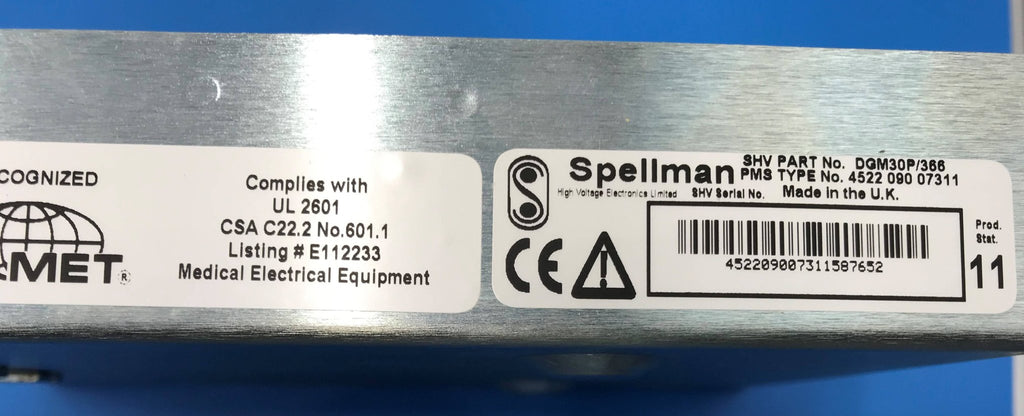 COGNIZED
MET®
Complies with
UL 2601
CSA C22.2 No.601.1
Listing # E112233
Medical Electrical Equipment
Spellman
High Voltage Electronics Limited
SHV PART No. DGM30P/366
PMS TYPE No. 4522 090 07311
SHV Serial No. Made in the U.K.
CE
452209007311587652
Prod.
Stat.
11